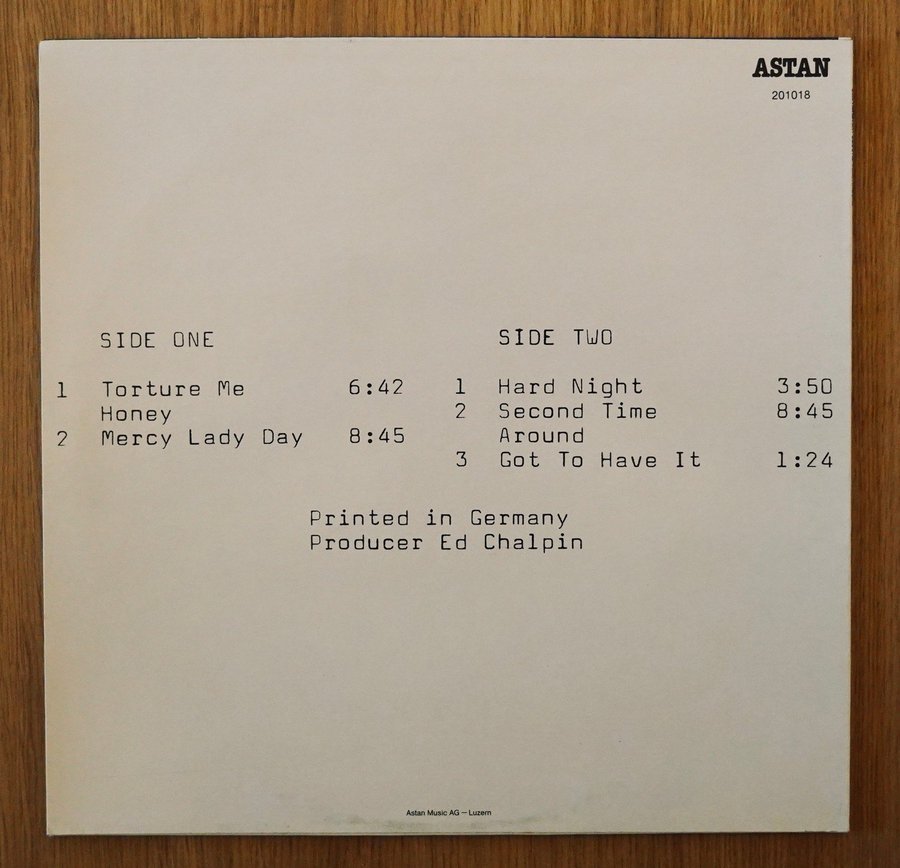 ASTAN
201018
SIDE ONE
1 Torture Me 6:42
Honey
2 Mercy Lady Day 8:45
SIDE TWO
1 Hard Night 3:50
2 Second Time 8:45
Around
3 Got To Have It 1:24
Printed in Germany
Producer Ed Chalpin
Astan Music AG – Luzern